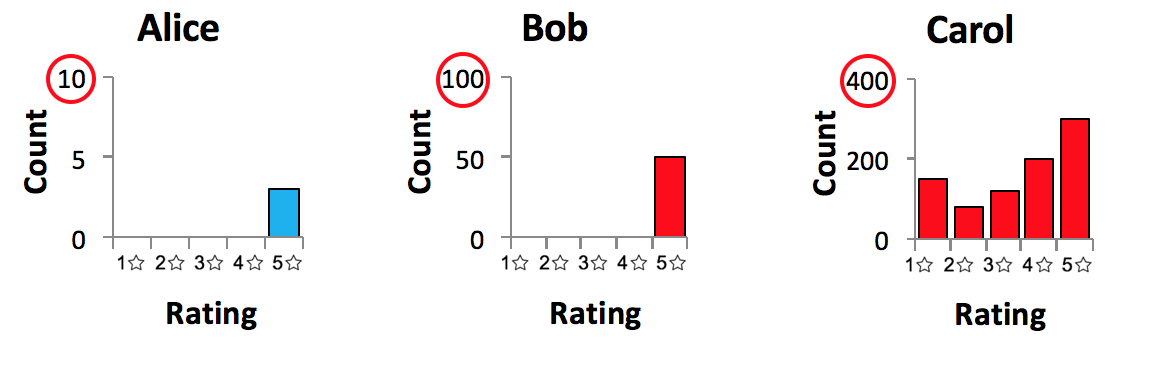 Alice
10
5
0
Count
1☆ 2☆ 3☆ 4☆ 5☆
Rating
Bob
100
50
0
Count
1☆ 2☆ 3☆ 4☆ 5☆
Rating
Carol
400
200
0
Count
1☆ 2☆ 3☆ 4☆ 5☆
Rating